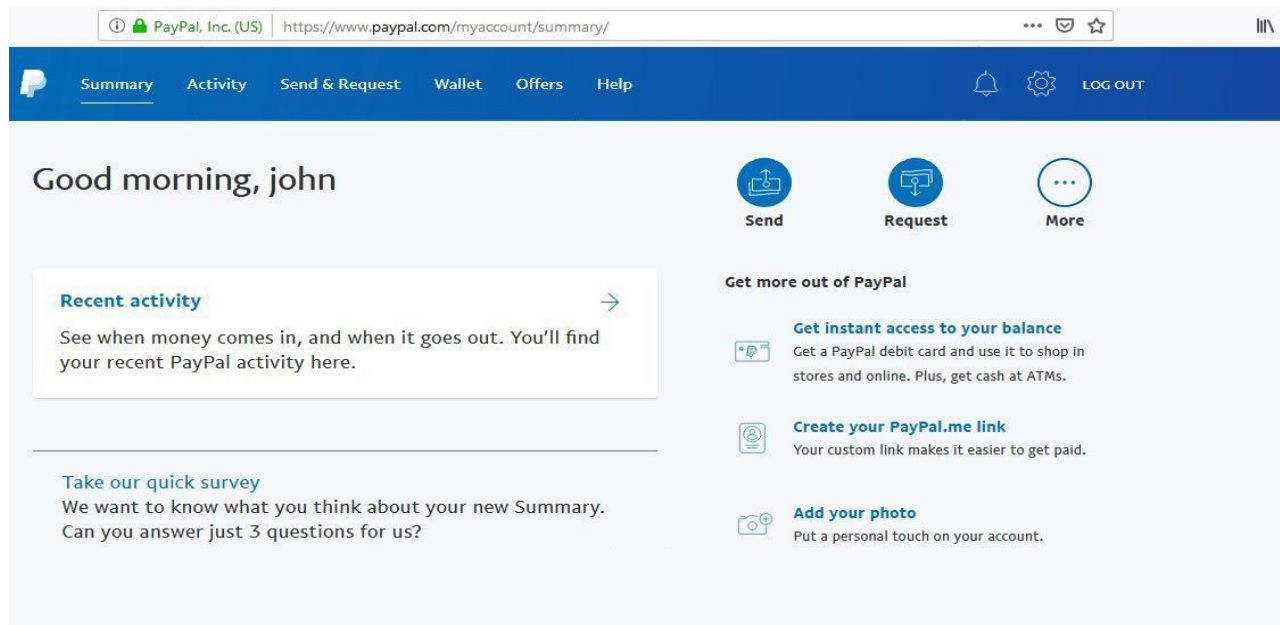 PayPal, Inc. (US) https://www.paypal.com/myaccount/summary/
Summary Activity Send & Request Wallet Offers Help LOG OUT
Good morning, john
Send Request More
Recent activity
See when money comes in, and when it goes out. You’ll find
your recent PayPal activity here.
Take our quick survey
We want to know what you think about your new Summary.
Can you answer just 3 questions for us?
Get more out of PayPal
Get instant access to your balance
Get a PayPal debit card and use it to shop in
stores and online. Plus, get cash at ATMs.
Create your PayPal.me link
Your custom link makes it easier to get paid.
Add your photo
Put a personal touch on your account.